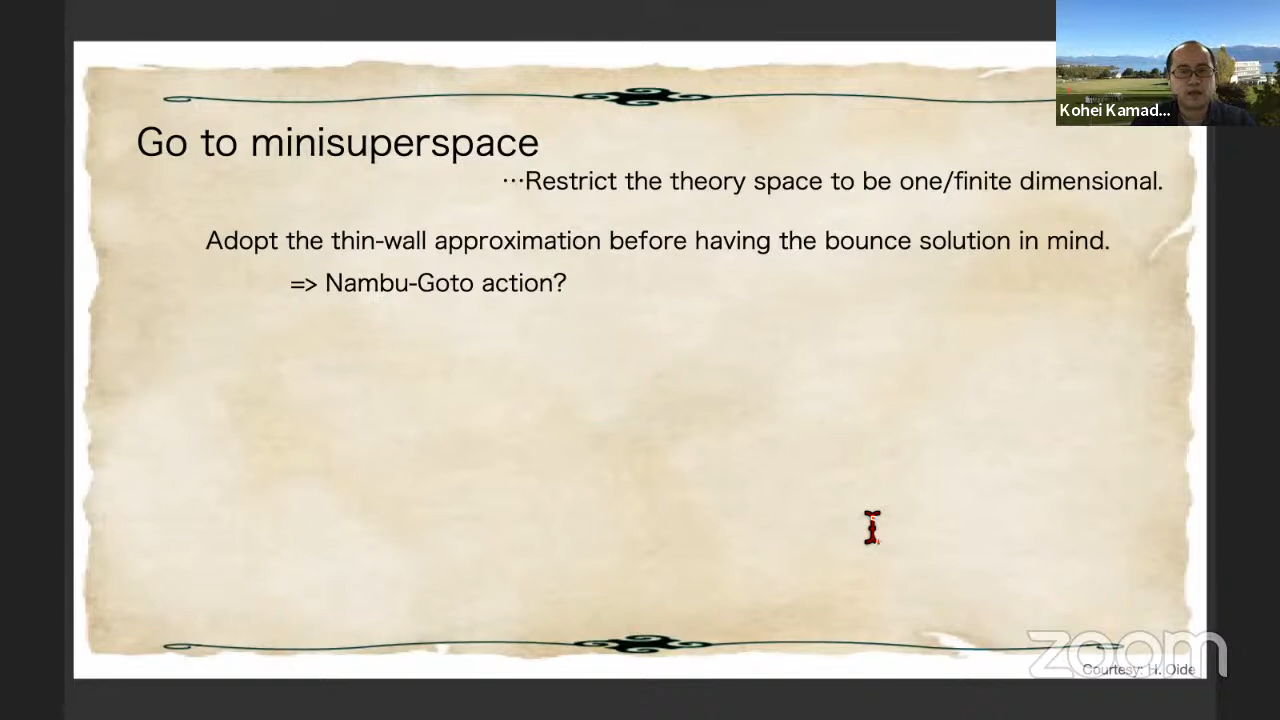 Kohei Kamad...
Go to minisuperspace
…Restrict the theory space to be one/finite dimensional.
Adopt the thin-wall approximation before having the bounce solution in mind.
=> Nambu-Goto action?
zoom
Courtesy: H. Oide